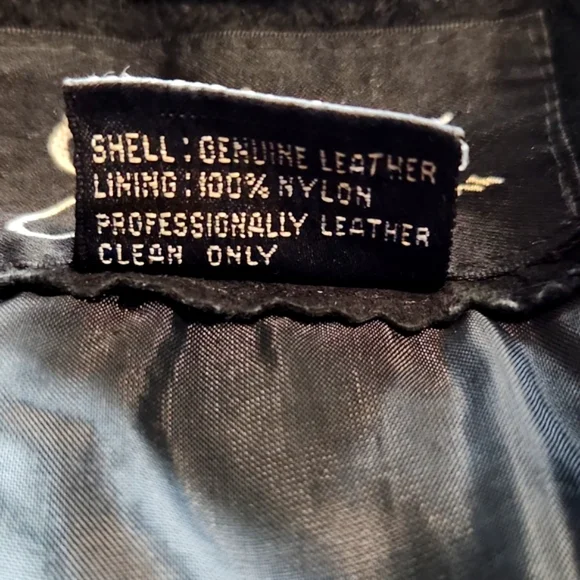 SHELL: GENUINE LEATHER
LINING: 100% NYLON
PROFESSIONALLY LEATHER
CLEAN ONLY